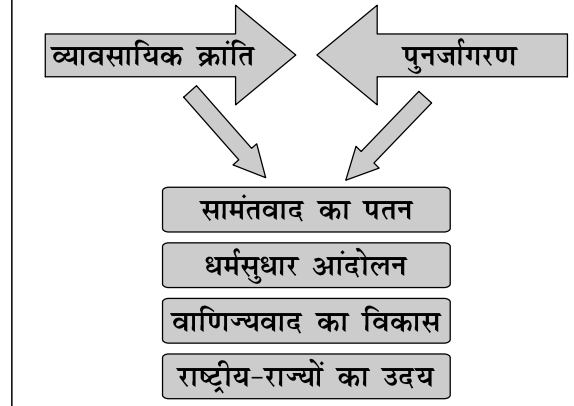 व्यावसायिक क्रांति
पुनर्जागरण
सामंतवाद का पतन
धर्मसुधार आंदोलन
वाणिज्यवाद का विकास
राष्ट्रीय-राज्यों का उदय